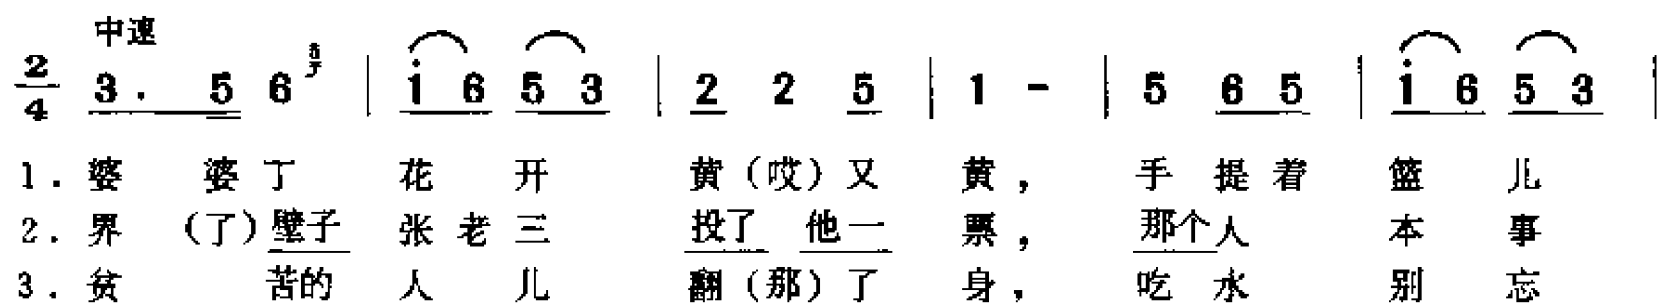 中速
2/4 3. 5 6 5 | i 6 5 3 | 2 2 5 | 1 - | 5 6 5 | i 6 5 3 |
1. 婆 婆 丁 花 开 黄（哎）又 黄， 手 提 着 篮 儿
2. 界 （了）壁子 张 老 三 投了 他一 票， 那个人 本 事
3. 贫 苦的 人 儿 翻（那）了 身， 吃 水 别 忘